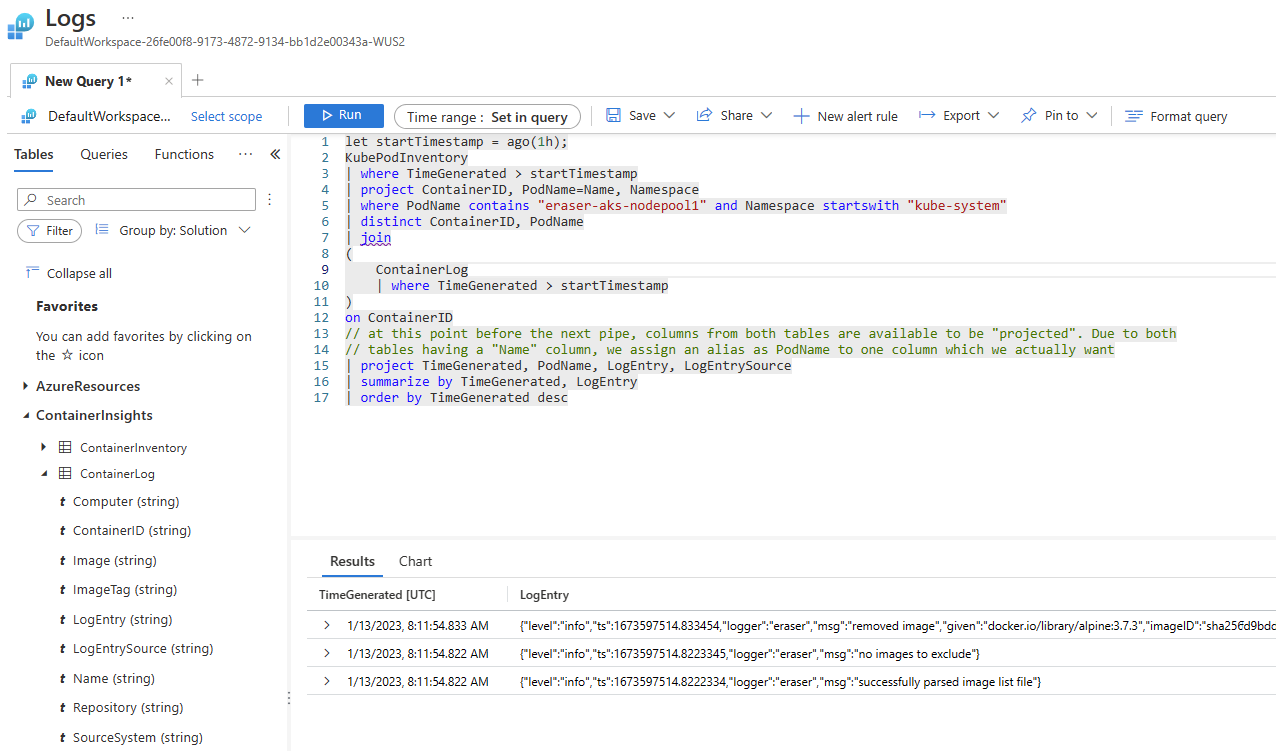 Logs ...
DefaultWorkspace-26fe00f8-9173-4872-9134-bb1d2e00343a-WUS2
New Query 1*
DefaultWorkspace... Select scope
Run Time range : Set in query Save Share New alert rule Export Pin to Format query
Tables Queries Functions ...
Search
Filter Group by: Solution
Collapse all
Favorites
You can add favorites by clicking on
the ☆ icon
AzureResources
ContainerInsights
ContainerInventory
ContainerLog
t Computer (string)
t ContainerID (string)
t Image (string)
t ImageTag (string)
t LogEntry (string)
t LogEntrySource (string)
t Name (string)
t Repository (string)
t SourceSystem (string)
1 let startTimestamp = ago(1h);
2 KubePodInventory
3 | where TimeGenerated > startTimestamp
4 | project ContainerID, PodName=Name, Namespace
5 | where PodName contains "eraser-aks-nodepool1" and Namespace startswith "kube-system"
6 | distinct ContainerID, PodName
7 | join
8 (
9 ContainerLog
10 | where TimeGenerated > startTimestamp
11 )
12 on ContainerID
13 // at this point before the next pipe, columns from both tables are available to be "projected". Due to both
14 // tables having a "Name" column, we assign an alias as PodName to one column which we actually want
15 | project TimeGenerated, PodName, LogEntry, LogEntrySource
16 | summarize by TimeGenerated, LogEntry
17 | order by TimeGenerated desc
Results Chart
TimeGenerated [UTC] LogEntry
1/13/2023, 8:11:54.833 AM {"level":"info","ts":1673597514.833454,"logger":"eraser","msg":"removed image","given":"docker.io/library/alpine:3.7.3","imageID":"sha256d9bdc
1/13/2023, 8:11:54.822 AM {"level":"info","ts":1673597514.8223345,"logger":"eraser","msg":"no images to exclude"}
1/13/2023, 8:11:54.822 AM {"level":"info","ts":1673597514.8222334,"logger":"eraser","msg":"successfully parsed image list file"}